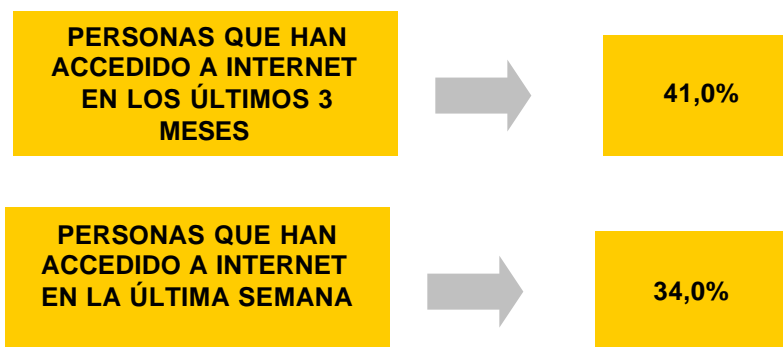 PERSONAS QUE HAN
ACCEDIDO A INTERNET
EN LOS ÚLTIMOS 3
MESES
41,0%
PERSONAS QUE HAN
ACCEDIDO A INTERNET
EN LA ÚLTIMA SEMANA
34,0%